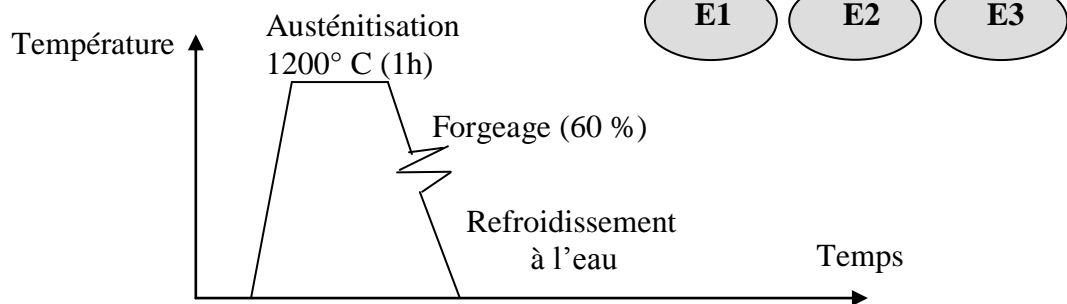 E1 E2 E3
Austénitisation
Température
1200° C (1h)
Forgeage (60 %)
Refroidissement
à l’eau
Temps